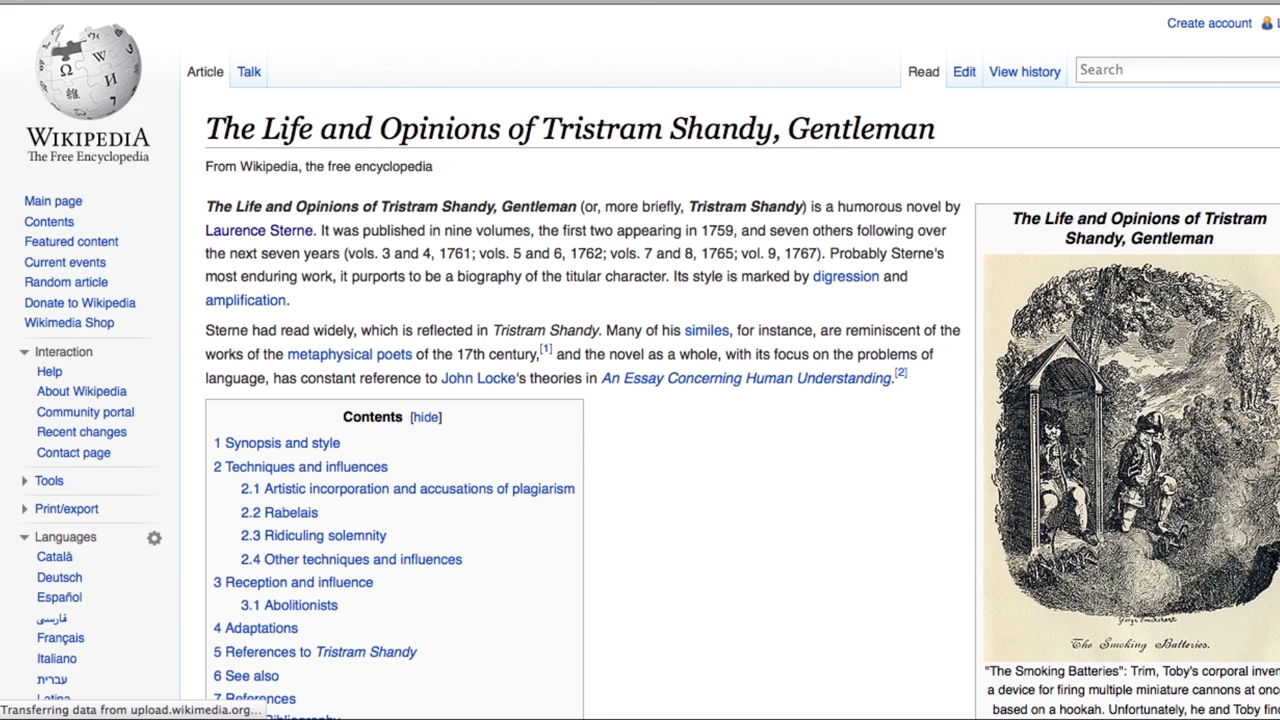 Create account
Article
Talk
Read
Edit
View history
Search
WIKIPEDIA
The Free Encyclopedia
Main page
Contents
Featured content
Current events
Random article
Donate to Wikipedia
Wikimedia Shop
Interaction
Help
About Wikipedia
Community portal
Recent changes
Contact page
Tools
Print/export
Languages
Català
Deutsch
Español
فارسی
Français
Italiano
עברית
Latina
Transferring data from upload.wikimedia.org...
The Life and Opinions of Tristram Shandy, Gentleman
From Wikipedia, the free encyclopedia
The Life and Opinions of Tristram Shandy, Gentleman (or, more briefly, Tristram Shandy) is a humorous novel by
Laurence Sterne. It was published in nine volumes, the first two appearing in 1759, and seven others following over
the next seven years (vols. 3 and 4, 1761; vols. 5 and 6, 1762; vols. 7 and 8, 1765; vol. 9, 1767). Probably Sterne's
most enduring work, it purports to be a biography of the titular character. Its style is marked by digression and
amplification.
Sterne had read widely, which is reflected in Tristram Shandy. Many of his similes, for instance, are reminiscent of the
works of the metaphysical poets of the 17th century,[1] and the novel as a whole, with its focus on the problems of
language, has constant reference to John Locke's theories in An Essay Concerning Human Understanding.[2]
Contents [hide]
1 Synopsis and style
2 Techniques and influences
2.1 Artistic incorporation and accusations of plagiarism
2.2 Rabelais
2.3 Ridiculing solemnity
2.4 Other techniques and influences
3 Reception and influence
3.1 Abolitionists
4 Adaptations
5 References to Tristram Shandy
6 See also
7 References
The Life and Opinions of Tristram
Shandy, Gentleman
The Smoking Batteries.
"The Smoking Batteries": Trim, Toby's corporal inven
a device for firing multiple miniature cannons at onc
based on a hookah. Unfortunately, he and Toby find